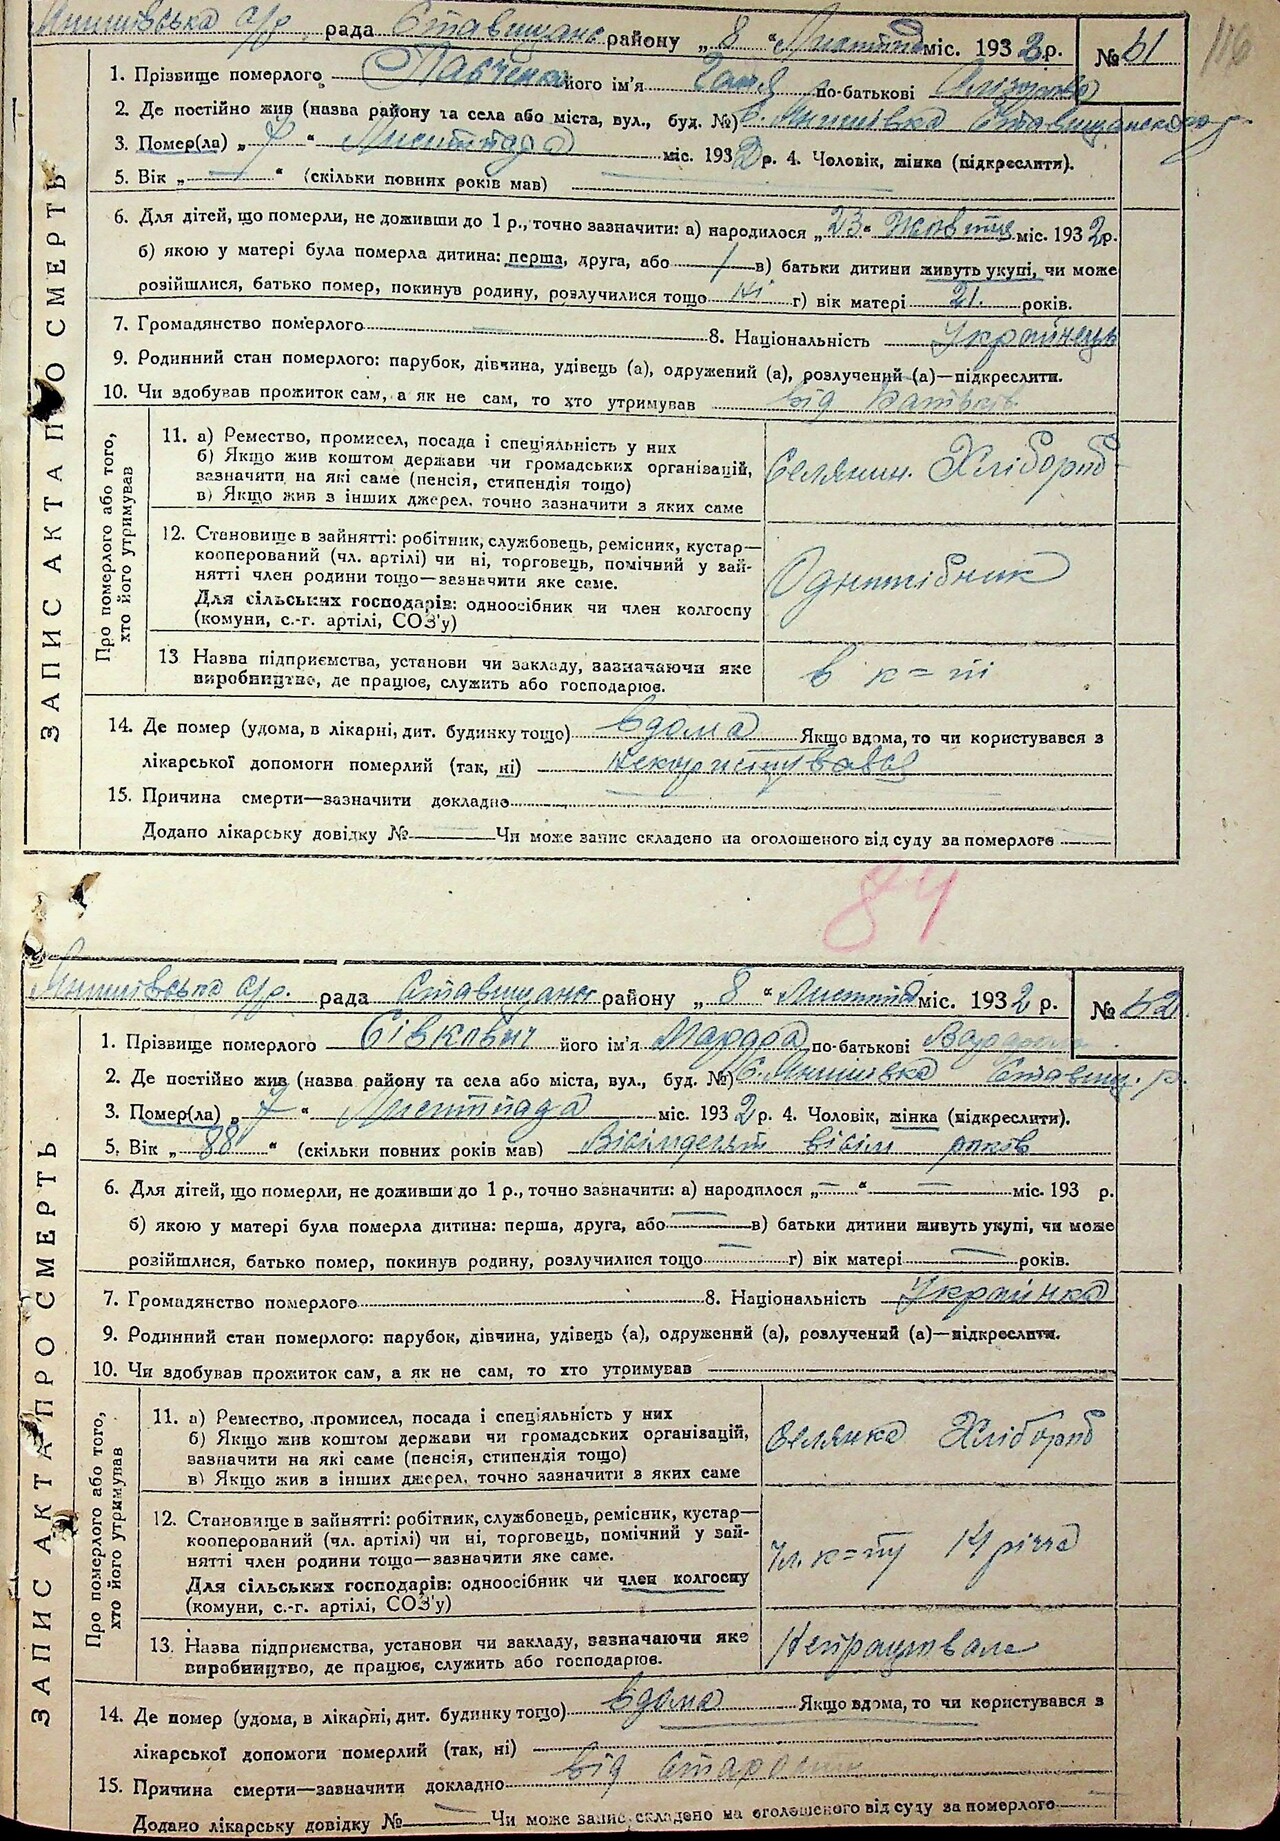 рада Ставищанс району „ 8 “ міс. 1932 р. № 61
116
ЗАПИС АКТА ПРО СМЕРТЬ
1. Прізвище померлого його ім'я по-батькові
2. Де постійно жив (назва району та села або міста, вул., буд. №) с.
3. Помер(ла) „ 7 “ Листопада міс. 1932 р. 4. Чоловік, жінка (підкреслити).
5. Вік „ — “ (скільки повних років мав)
6. Для дітей, що померли, не доживши до 1 р., точно зазначити: а) народилося „ 23 “ Жовтня міс. 1932 р.
б) якою у матері була померла дитина: перша, друга, або в) батьки дитини живуть укупі, чи може
розійшлися, батько помер, покинув родину, розлучилися тощо ні г) вік матері 21. років.
7. Громадянство померлого — 8. Національність Українець
9. Родинний стан померлого: парубок, дівчина, удівець (а), одружений (а), розлучений (а)—підкреслити.
10. Чи здобував прожиток сам, а як не сам, то хто утримував від батьків
Про померлого або того,
хто його утримував
11. а) Ремество, промисел, посада і спеціяльність у них
б) Якщо жив коштом держави чи громадських організацій,
зазначити на які саме (пенсія, стипендія тощо)
в) Якщо жив з інших джерел, точно зазначити з яких саме
Селянин. Хлібороб
12. Становище в зайнятті: робітник, службовець, ремісник, кустар—
кооперований (чл. артілі) чи ні, торговець, помічний у зай-
нятті член родини тощо—зазначити яке саме.
Для сільських господарів: одноосібник чи член колгоспу
(комуни, с.-г. артілі, СОЗ'у)
13 Назва підприємства, установи чи закладу, зазначаючи яке
виробництво, де працює, служить або господарює.
в к=ті
14. Де помер (удома, в лікарні, дит. будинку тощо) вдома Якщо вдома, то чи користувався з
лікарської допомоги померлий (так, ні) некористувався
15. Причина смерти—зазначити докладно
Додано лікарську довідку № Чи може запис складено на оголошеного від суду за померлого
84
с/р. рада Ставищанс району „ 8 “ міс. 1932 р. № 62
ЗАПИС АКТА ПРО СМЕРТЬ
1. Прізвище померлого Сівкович його ім'я по-батькові
2. Де постійно жив (назва району та села або міста, вул., буд. №) с. Ставищ. р.
3. Помер(ла) „ 7 “ Листопада міс. 1932 р. 4. Чоловік, жінка (підкреслити).
5. Вік „ 88 “ (скільки повних років мав) вісім років
6. Для дітей, що померли, не доживши до 1 р., точно зазначити: а) народилося „ — “ — міс. 193 р.
б) якою у матері була померла дитина: перша, друга, або — в) батьки дитини живуть укупі, чи може
розійшлися, батько помер, покинув родину, розлучилися тощо — г) вік матері — років.
7. Громадянство померлого 8. Національність Українка
9. Родинний стан померлого: парубок, дівчина, удівець (а), одружений (а), розлучений (а)—підкреслити.
10. Чи здобував прожиток сам, а як не сам, то хто утримував
Про померлого або того,
хто його утримував
11. а) Ремество, промисел, посада і спеціяльність у них
б) Якщо жив коштом держави чи громадських організацій,
зазначити на які саме (пенсія, стипендія тощо)
в) Якщо жив з інших джерел, точно зазначити з яких саме
Селянка Хлібороб
12. Становище в зайнятті: робітник, службовець, ремісник, кустар—
кооперований (чл. артілі) чи ні, торговець, помічний у зай-
нятті член родини тощо—зазначити яке саме.
Для сільських господарів: одноосібник чи член колгоспу
(комуни, с.-г. артілі, СОЗ'у)
чл. к=ту
13. Назва підприємства, установи чи закладу, зазначаючи яке
виробництво, де працює, служить або господарює.
14. Де помер (удома, в лікарні, дит. будинку тощо) вдома Якщо вдома, то чи користувався з
лікарської допомоги померлий (так, ні)
15. Причина смерти—зазначити докладно від старости
Додано лікарську довідку № — Чи може запис складено на оголошеного від суду за померлого